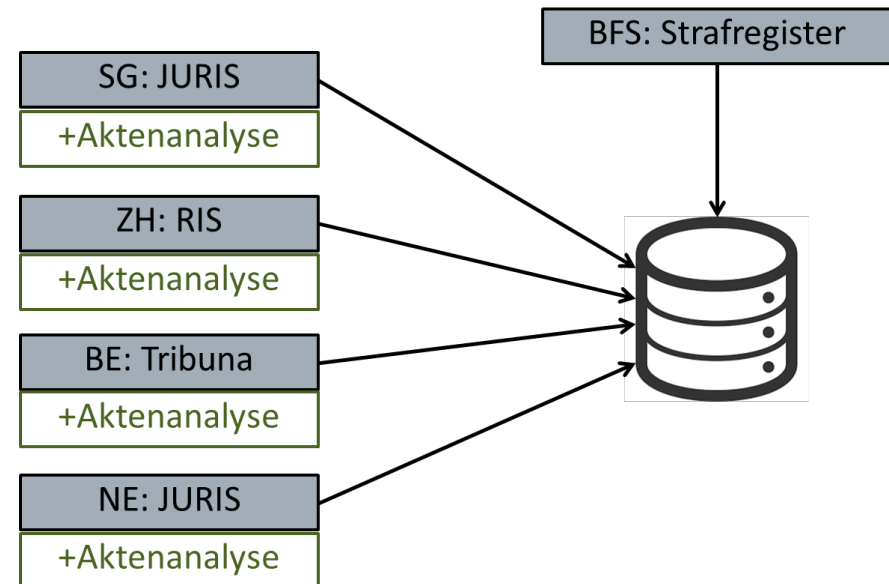 BFS: Strafregister
SG: JURIS
+Aktenanalyse
ZH: RIS
+Aktenanalyse
BE: Tribuna
+Aktenanalyse
NE: JURIS
+Aktenanalyse